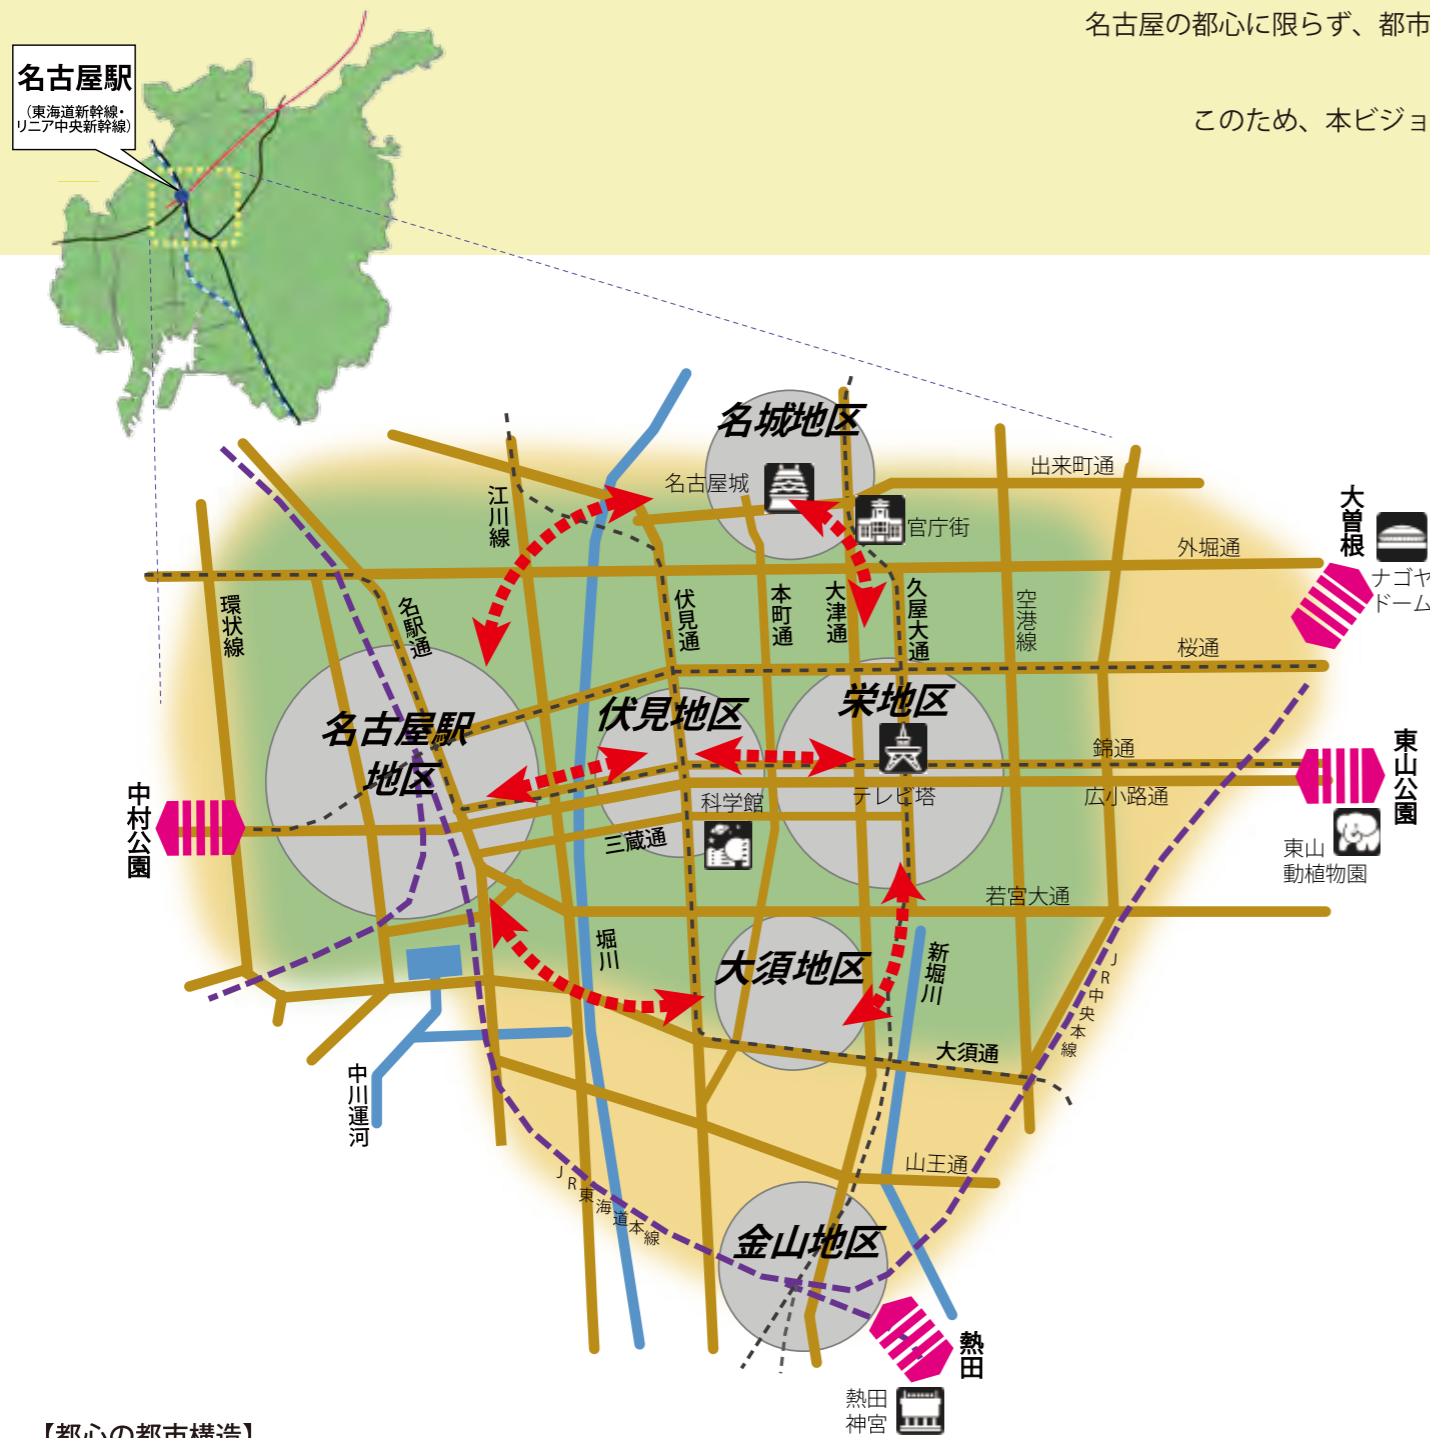 名古屋の都心に限らず、都市
このため、本ビジョ
名古屋駅
(東海道新幹線・
リニア中央新幹線)
名城地区
名古屋城
官庁街
出来町通
外堀通
大曽根
ナゴヤ
ドーム
江川線
環状線
名駅通
伏見通
本町通
大津通
久屋大通
空港線
桜通
名古屋駅
地区
伏見地区
栄地区
テレビ塔
錦通
広小路通
東山公園
東山
動植物園
中村公園
科学館
三蔵通
若宮大通
堀川
大須地区
新堀川
JR中央本線
大須通
中川運河
山王通
JR東海道本線
金山地区
熱田
熱田
神宮
【都心の都市構造】